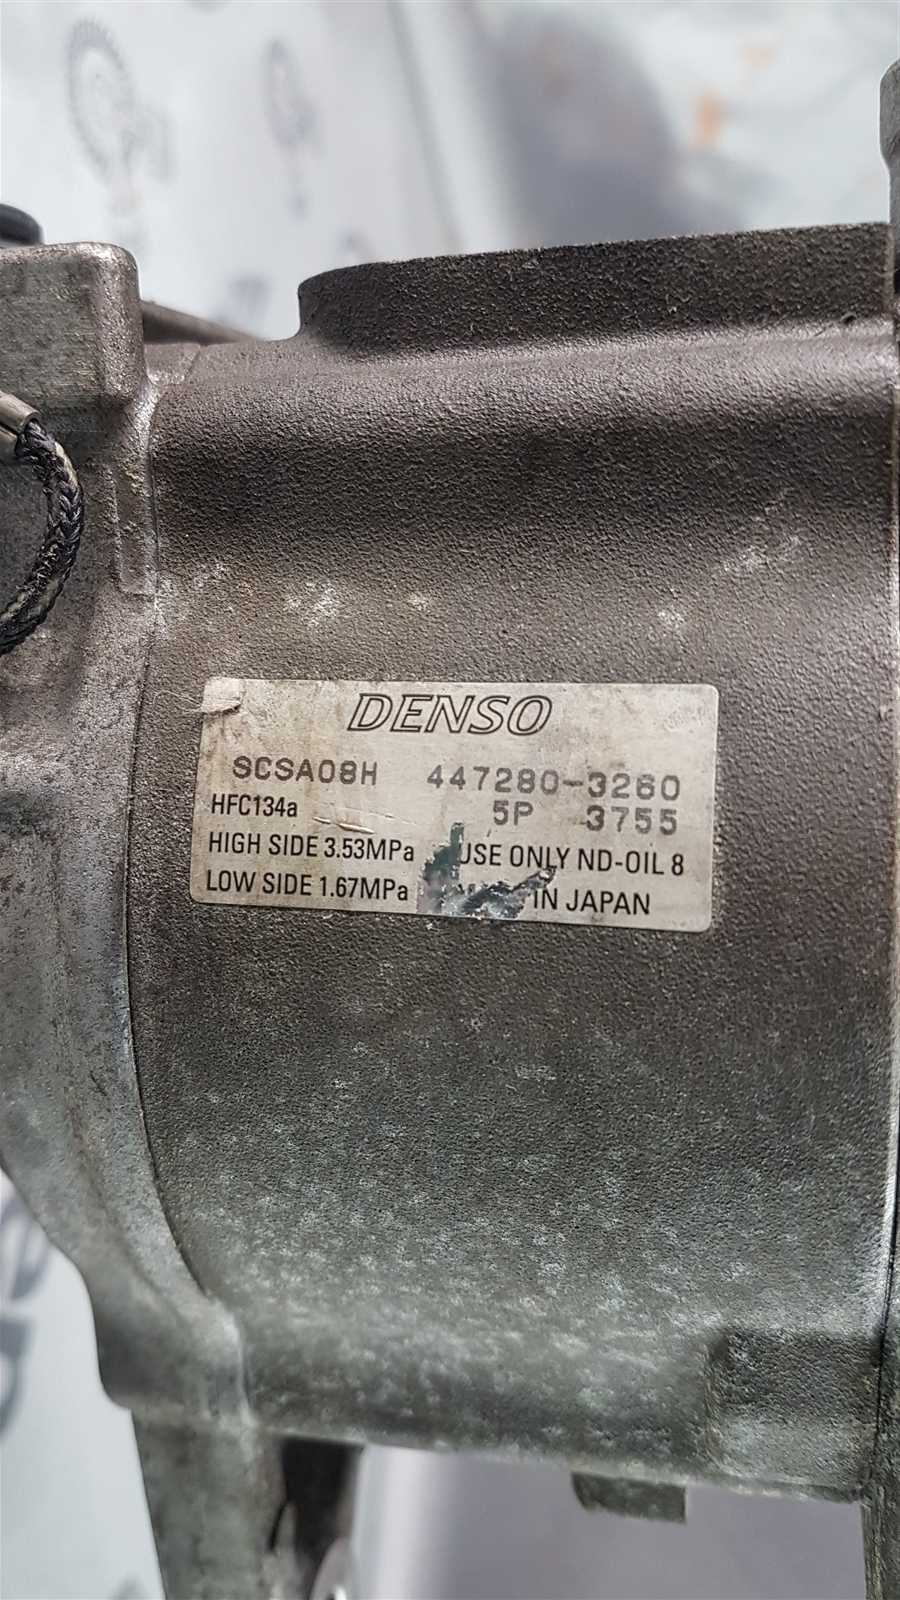 DENSO
SCSA08H 447280-3260
HFC134a 5P 3755
HIGH SIDE 3.53MPa USE ONLY ND-OIL 8
LOW SIDE 1.67MPa IN JAPAN